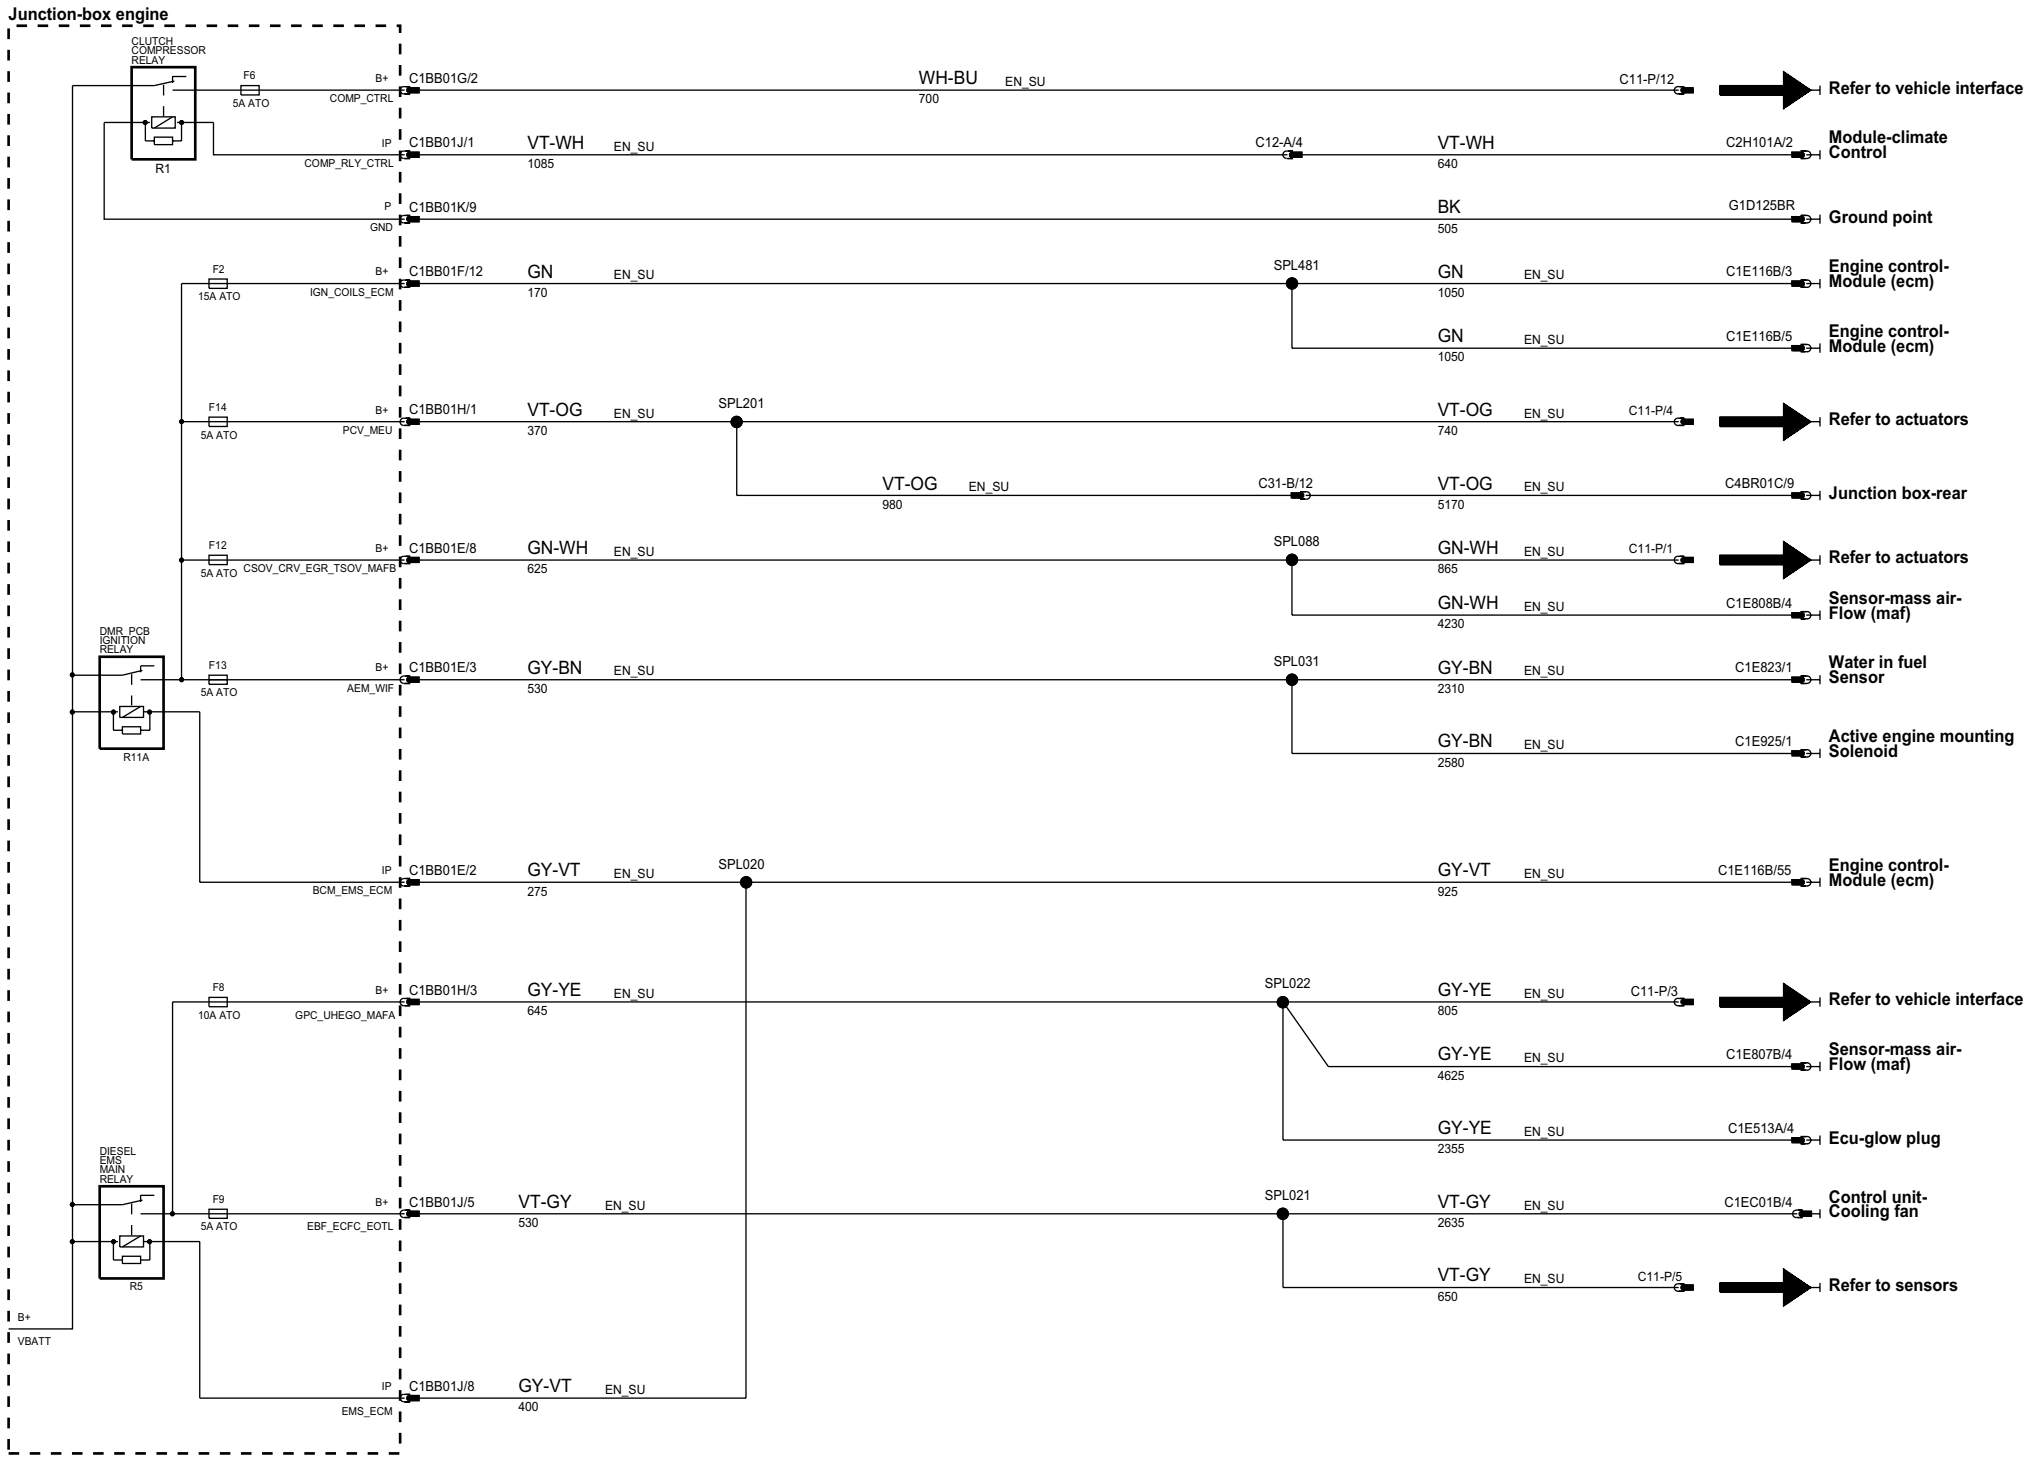 Junction-box engine
CLUTCH
COMPRESSOR
RELAY
F6
5A ATO
B+
COMP_CTRL
C1BB01G/2
WH-BU
700
EN_SU
C11-P/12
Refer to vehicle interface
R1
IP
COMP_RLY_CTRL
C1BB01J/1
VT-WH
1085
EN_SU
C12-A/4
VT-WH
640
C2H101A/2
Module-climate
Control
P
GND
C1BB01K/9
BK
505
G1D125BR
Ground point
F2
15A ATO
B+
IGN_COILS_ECM
C1BB01F/12
GN
170
EN_SU
SPL481
GN
1050
EN_SU
C1E116B/3
Engine control-
Module (ecm)
GN
1050
EN_SU
C1E116B/5
Engine control-
Module (ecm)
F14
5A ATO
B+
PCV_MEU
C1BB01H/1
VT-OG
370
EN_SU
SPL201
VT-OG
740
EN_SU
C11-P/4
Refer to actuators
VT-OG
980
EN_SU
C31-B/12
VT-OG
5170
EN_SU
C4BR01C/9
Junction box-rear
F12
5A ATO
B+
CSOV_CRV_EGR_TSOV_MAFB
C1BB01E/8
GN-WH
625
EN_SU
SPL088
GN-WH
865
EN_SU
C11-P/1
Refer to actuators
GN-WH
4230
EN_SU
C1E808B/4
Sensor-mass air-
Flow (maf)
DMR_PCB
IGNITION
RELAY
R11A
F13
5A ATO
B+
AEM_WIF
C1BB01E/3
GY-BN
530
EN_SU
SPL031
GY-BN
2310
EN_SU
C1E823/1
Water in fuel
Sensor
GY-BN
2580
EN_SU
C1E925/1
Active engine mounting
Solenoid
IP
BCM_EMS_ECM
C1BB01E/2
GY-VT
275
EN_SU
SPL020
GY-VT
925
EN_SU
C1E116B/55
Engine control-
Module (ecm)
F8
10A ATO
B+
GPC_UHEGO_MAFA
C1BB01H/3
GY-YE
645
EN_SU
SPL022
GY-YE
805
EN_SU
C11-P/3
Refer to vehicle interface
GY-YE
4625
EN_SU
C1E807B/4
Sensor-mass air-
Flow (maf)
GY-YE
2355
EN_SU
C1E513A/4
Ecu-glow plug
DIESEL
EMS
MAIN
RELAY
R5
F9
5A ATO
B+
EBF_ECFC_EOTL
C1BB01J/5
VT-GY
530
EN_SU
SPL021
VT-GY
2635
EN_SU
C1EC01B/4
Control unit-
Cooling fan
VT-GY
650
EN_SU
C11-P/5
Refer to sensors
B+
VBATT
IP
EMS_ECM
C1BB01J/8
GY-VT
400
EN_SU